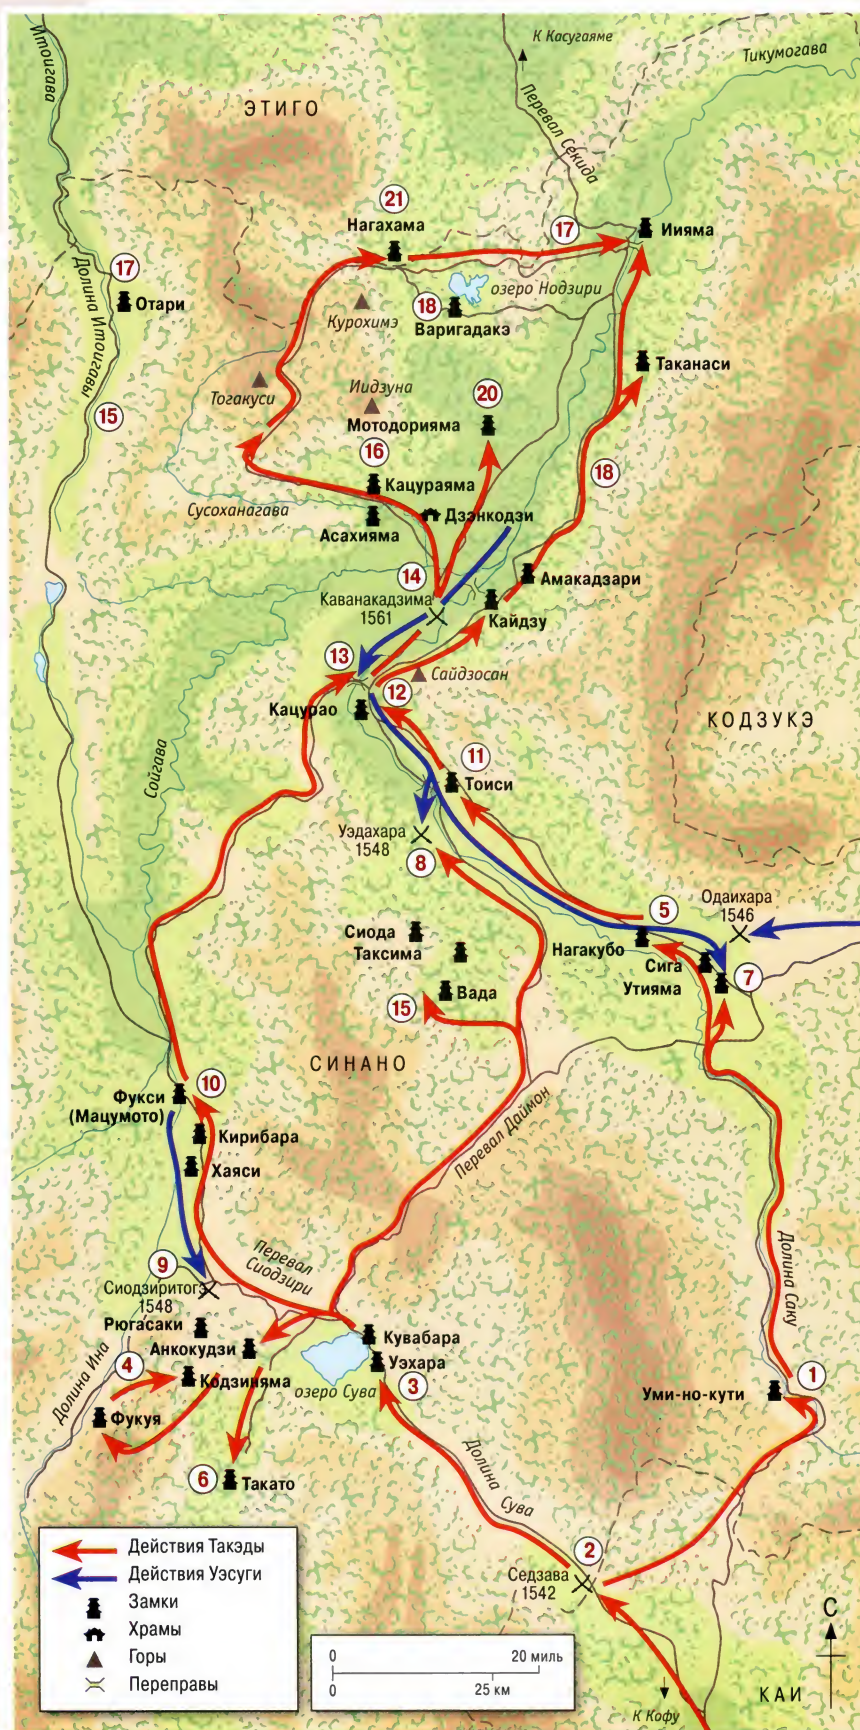 К Касугаяме
Итоигава
Тикумогава
ЭТИГО
Перевал Секида
21
Нагахама
17
Иияма
17
Долина Итоигавы
Отари
озеро Нодзири
18
Курохимэ
Варигадакэ
Таканаси
Тогакуси
Иидзуна
20
15
Мотодорияма
16
18
Кацураяма
Сусоханагава
Асахияма
Дзэнкодзи
14
Амакадзари
Каванакадзима
1561
Кайдзу
13
Сайдзосан
12
Кацурао
КОДЗУКЭ
Сойгава
11
Тоиси
Уэдахара
1548
8
Одаихара
1546
5
Сиода
Таксима
Нагакубо
Сига
Утияма
7
Вада
15
СИНАНО
10
Фукси
(Мацумото)
Кирибара
Хаяси
Перевал Даймон
9
Перевал
Сиодзири
Долина Саку
Сиодзиритог
1548
Рюгасаки
Кувабара
Анкокудзи
Уэхара
4
Кодзиняма
озеро Сува
3
1
Долина Ина
Уми-но-кути
Фукуя
6
Такато
Долина
Сува
2
Седзава
1542
Действия Такэды
Действия Уэсуги
Замки
Храмы
Горы
Переправы
0 20 миль
0 25 км
С
КАИ
К Кофу